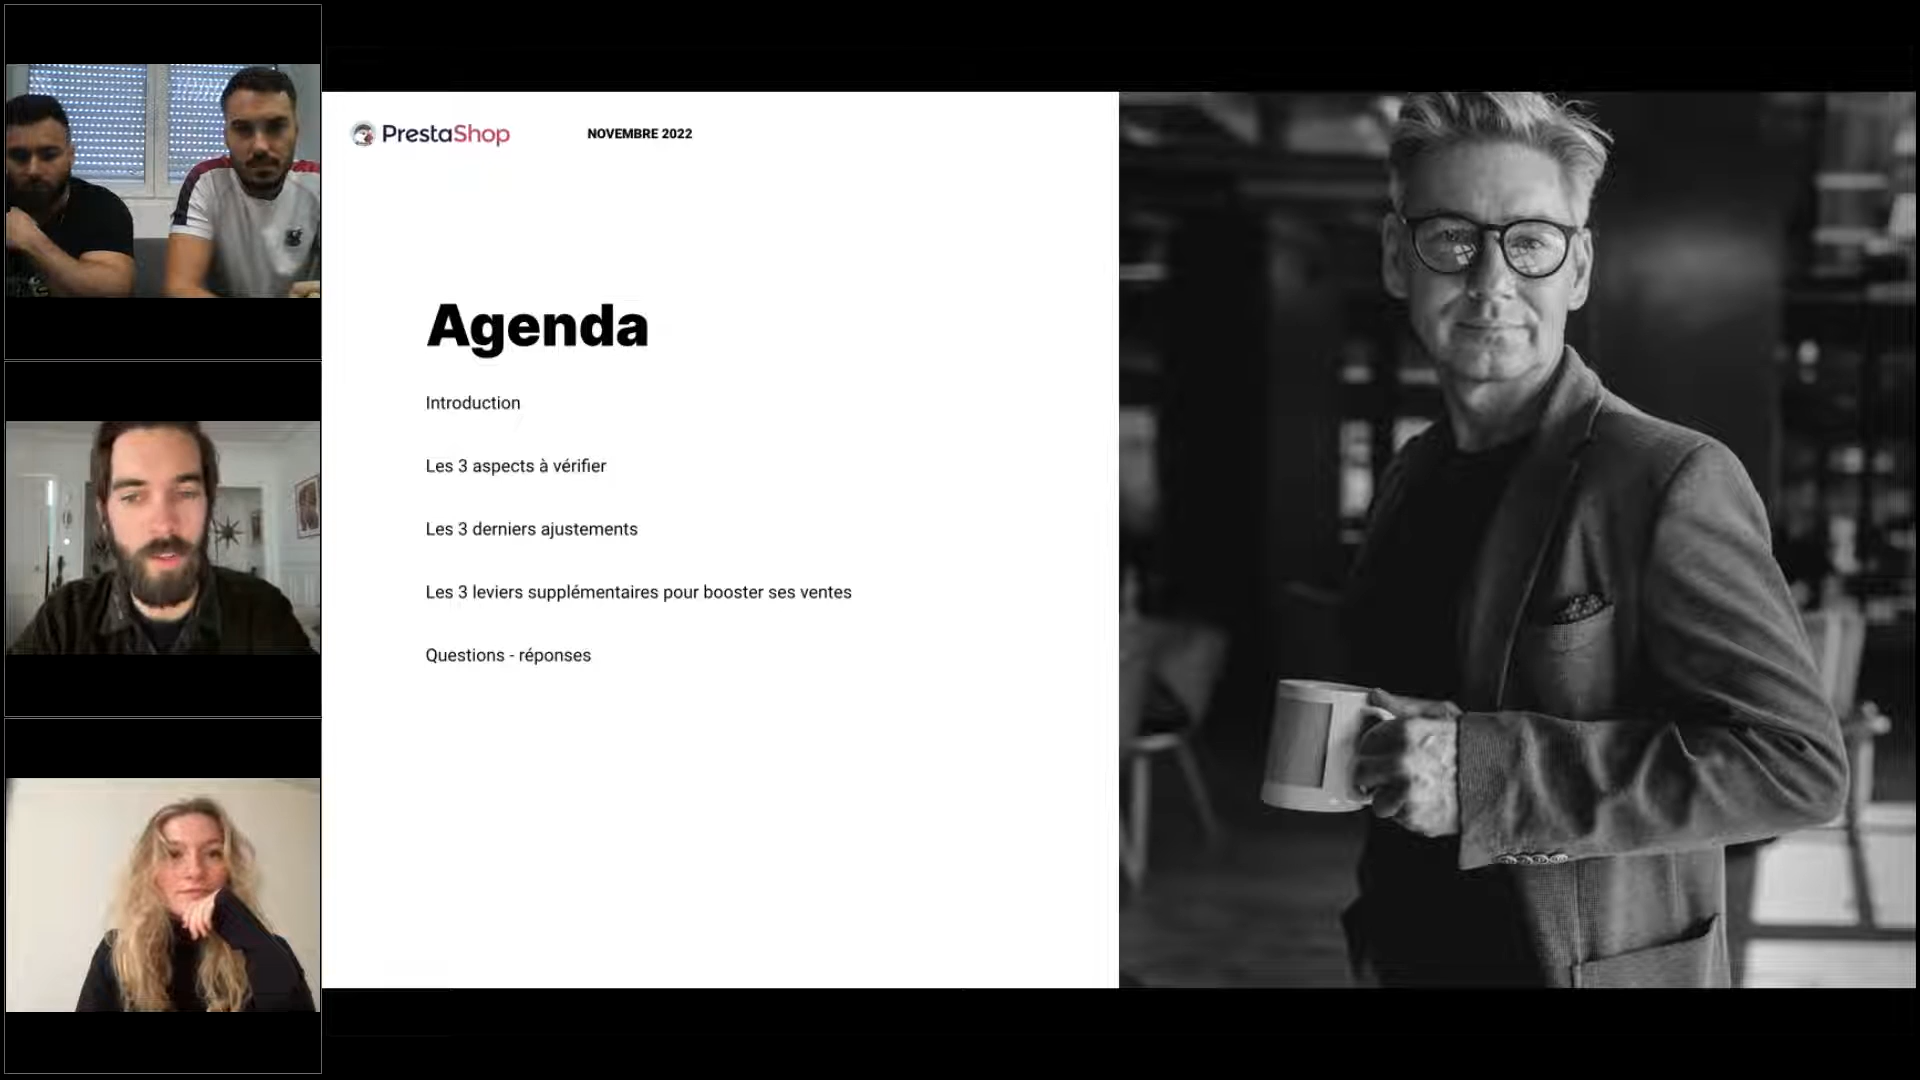 PrestaShop
NOVEMBRE 2022
Agenda
Introduction
Les 3 aspects à vérifier
Les 3 derniers ajustements
Les 3 leviers supplémentaires pour booster ses ventes
Questions - réponses